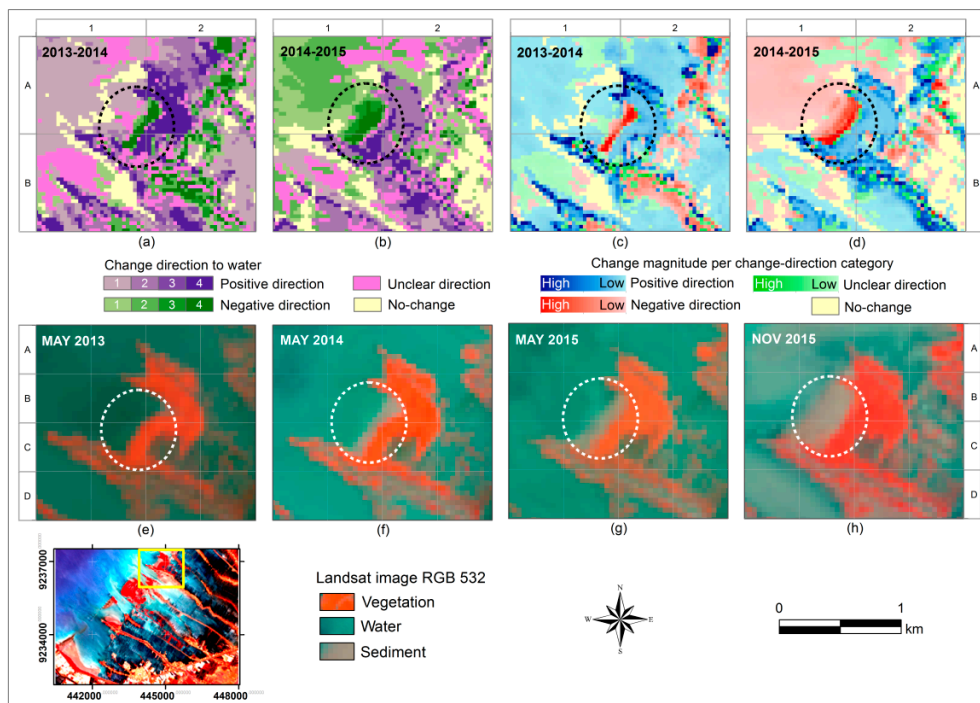 1 2 1 2 1 2 1 2
2013-2014 2014-2015 2013-2014 2014-2015
A A
B B
(a) (b) (c) (d)
Change direction to water
1 2 3 4 Positive direction
1 2 3 4 Negative direction
Unclear direction
No-change
Change magnitude per change-direction category
High Low Positive direction
High Low Negative direction
High Low Unclear direction
No-change
MAY 2013 MAY 2014 MAY 2015 NOV 2015
A A
B B
C C
D D
(e) (f) (g) (h)
9237000
9234000
442000 445000 448000
Landsat image RGB 532
Vegetation
Water
Sediment
N
W E
S
0 1
km